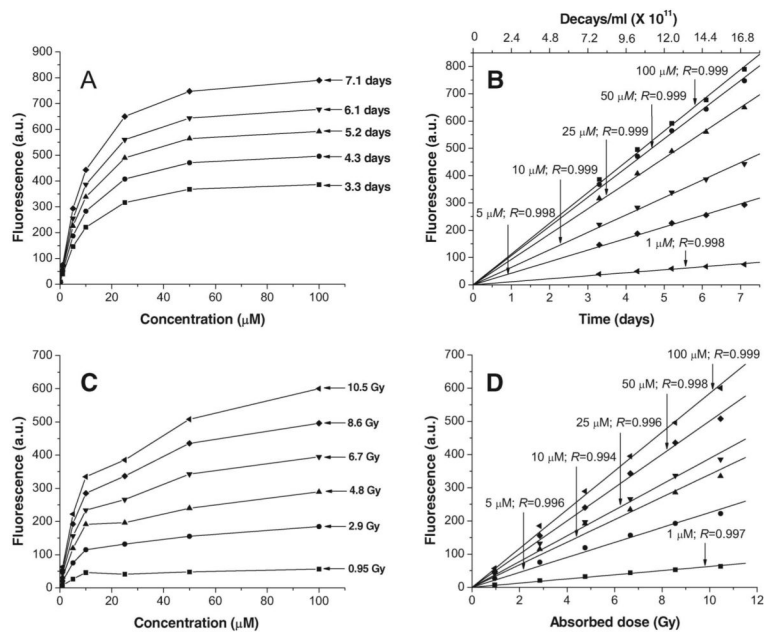 A
Fluorescence (a.u.)
900
800
700
600
500
400
300
200
100
0
7.1 days
6.1 days
5.2 days
4.3 days
3.3 days
0 20 40 60 80 100
Concentration (μM)
Decays/ml (X 10¹¹)
0 2.4 4.8 7.2 9.6 12 14.4 16.8
B
Fluorescence (a.u.)
800
700
600
500
400
300
200
100
0
100 μM; R=0.999
50 μM; R=0.999
25 μM; R=0.999
10 μM; R=0.999
5 μM; R=0.998
1 μM; R=0.998
0 1 2 3 4 5 6 7
Time (days)
C
Fluorescence (a.u.)
700
600
500
400
300
200
100
0
10.5 Gy
8.6 Gy
6.7 Gy
4.8 Gy
2.9 Gy
0.95 Gy
0 20 40 60 80 100
Concentration (μM)
D
Fluorescence (a.u.)
700
600
500
400
300
200
100
0
100 μM; R=0.999
50 μM; R=0.998
25 μM; R=0.996
10 μM; R=0.994
5 μM; R=0.996
1 μM; R=0.997
0 2 4 6 8 10 12
Absorbed dose (Gy)